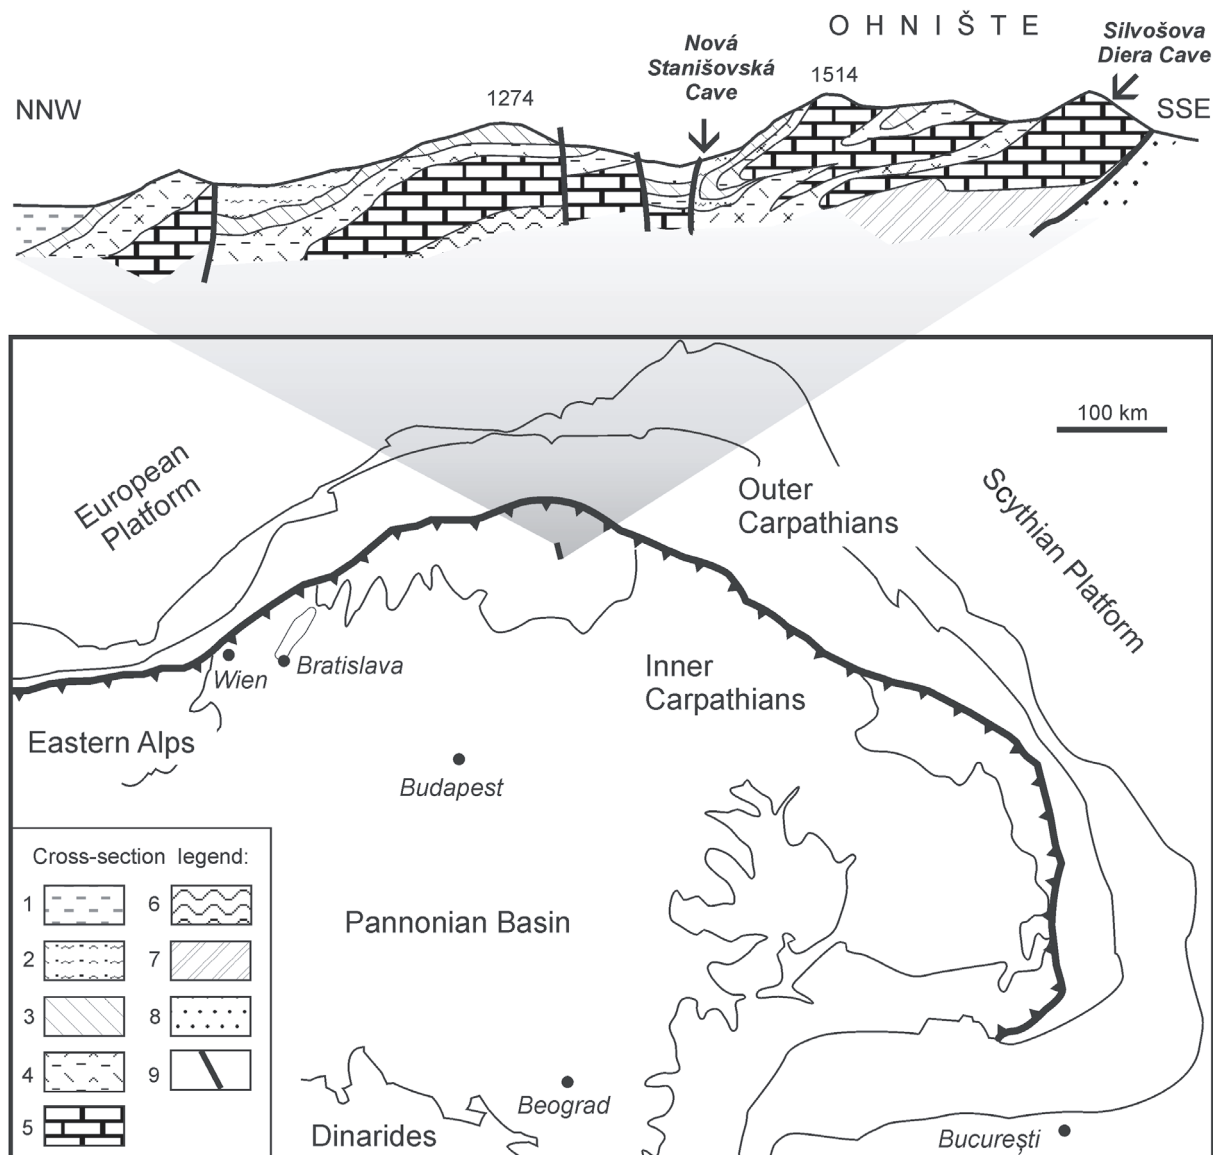 O H N I Š T E
Silvošova
Diera Cave
Nová
Stanišovská
Cave
1514
1274
NNW
SSE
100 km
European
Platform
Outer
Carpathians
Scythian Platform
Inner
Carpathians
Wien
Bratislava
Eastern Alps
Budapest
Cross-section legend:
1
6
2
7
3
8
4
9
5
Pannonian Basin
Beograd
Dinarides
Bucureşti